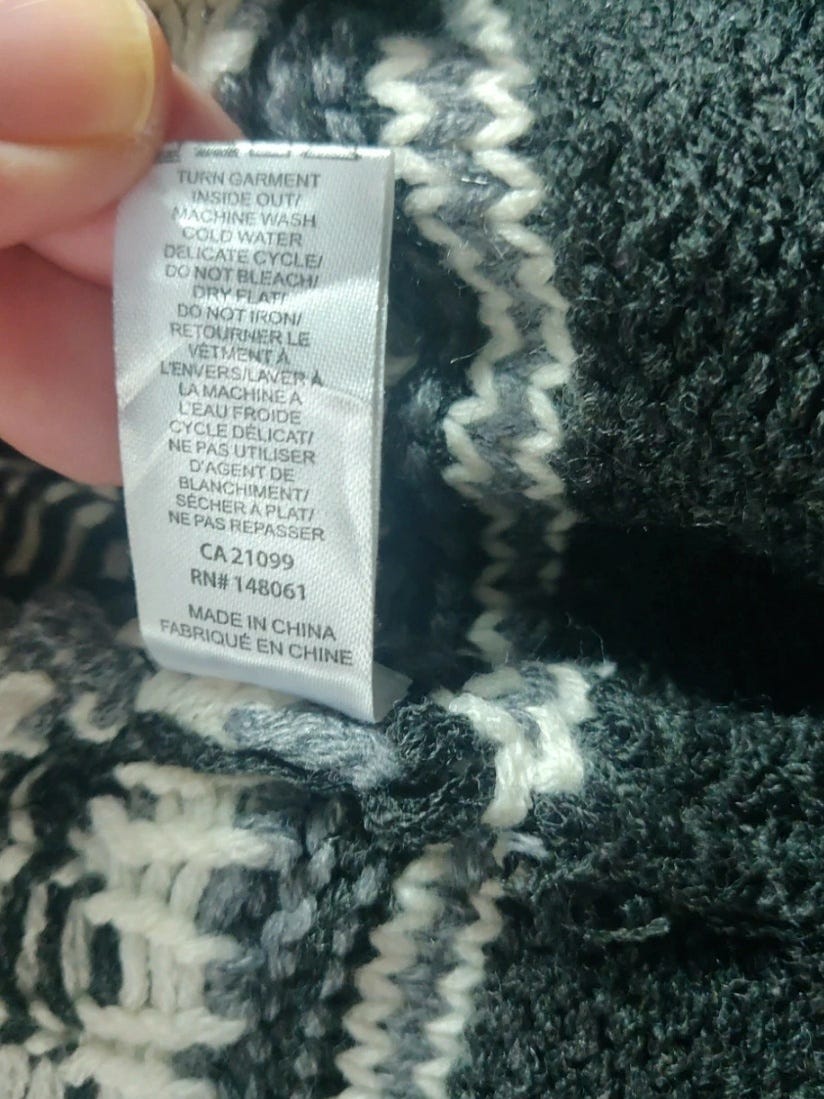 TURN GARMENT
INSIDE OUT/
MACHINE WASH
COLD WATER
DELICATE CYCLE/
DO NOT BLEACH/
DRY FLAT/
DO NOT IRON/
RETOURNER LE
VÊTMENT À
L'ENVERS/LAVER À
LA MACHINE A
L'EAU FROIDE
CYCLE DÉLICAT/
NE PAS UTILISER
D'AGENT DE
BLANCHIMENT/
SÉCHER À PLAT/
NE PAS REPASSER
CA 21099
RN# 148061
MADE IN CHINA
FABRIQUÉ EN CHINE